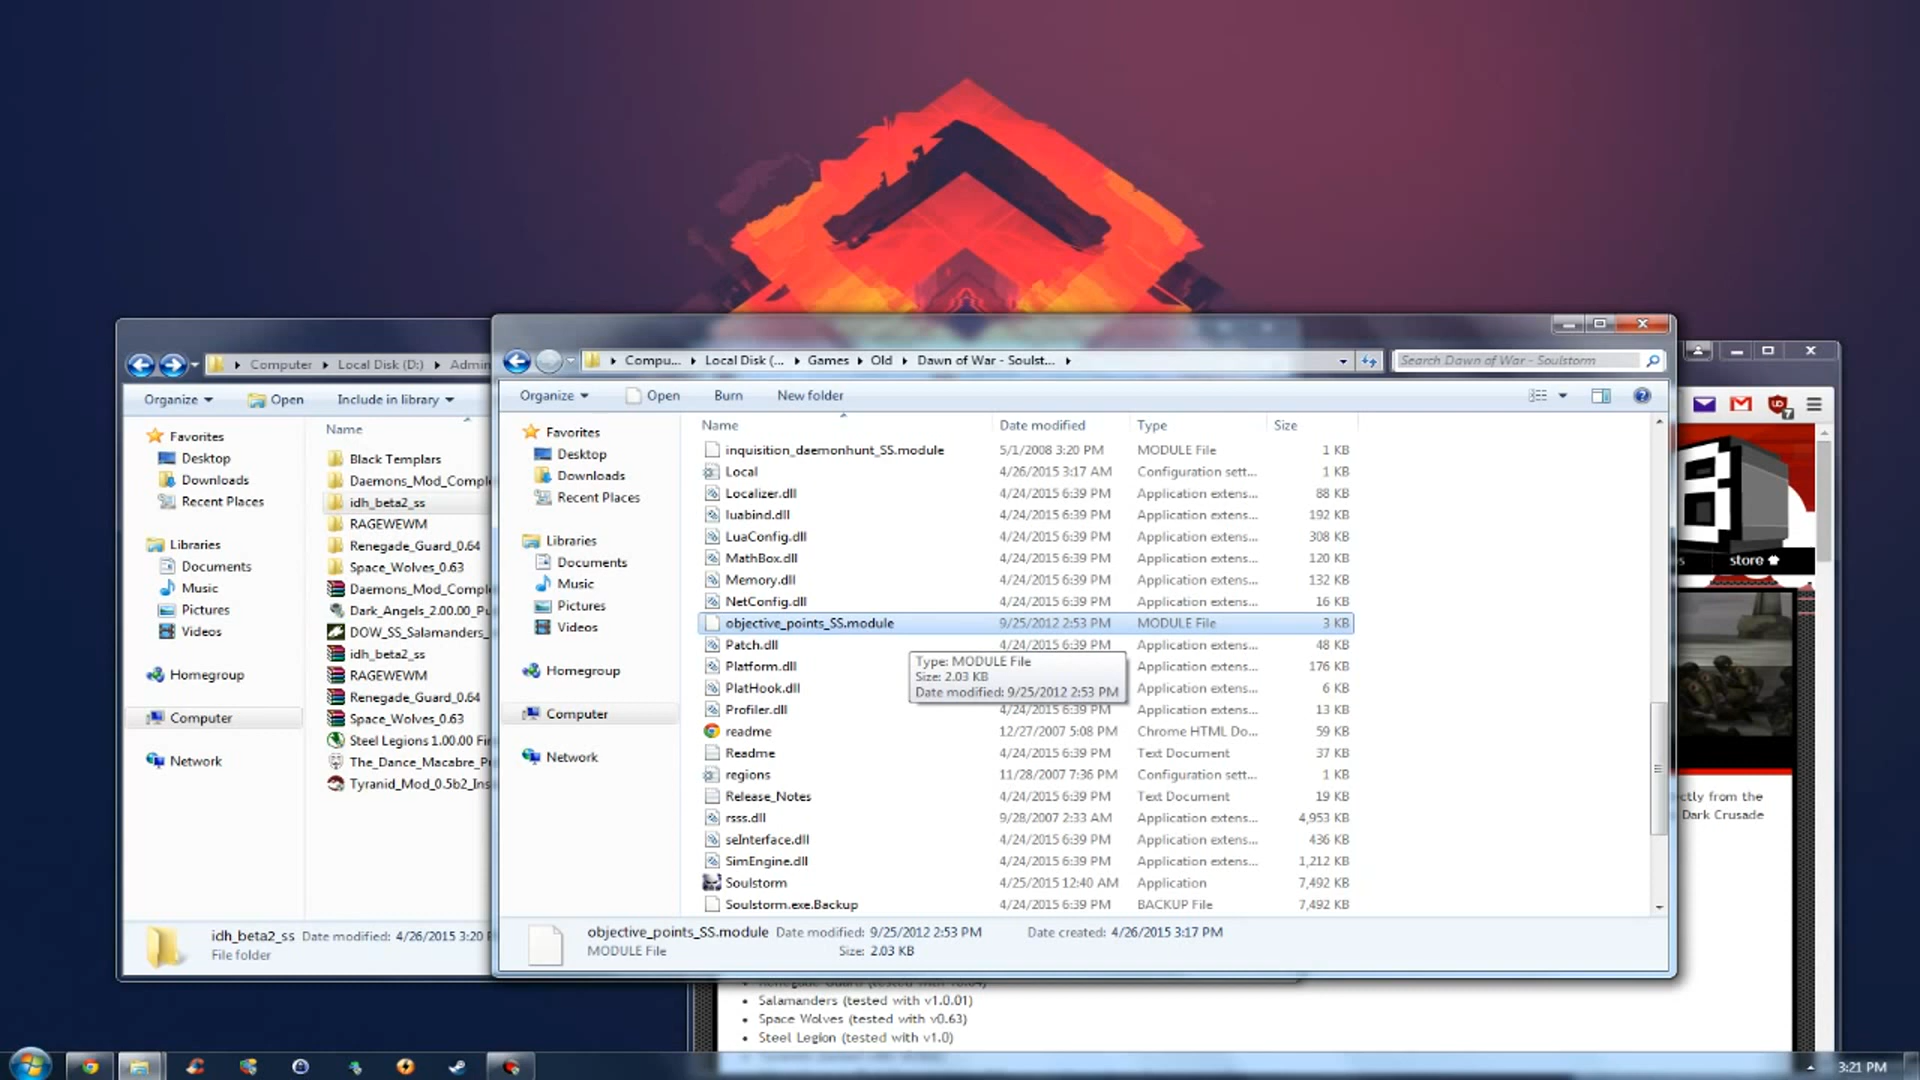 Computer
Local Disk (D:)
Admin
Organize
Open
Include in library
Name
Favorites
Desktop
Downloads
Recent Places
Libraries
Documents
Music
Pictures
Videos
Homegroup
Computer
Network
Black Templars
Daemons_Mod_Comple
idh_beta2_ss
RAGEWEWM
Renegade_Guard_0.64
Space_Wolves_0.63
Daemons_Mod_Comple
Dark_Angels_2.00.00_Pu
DOW_SS_Salamanders_
idh_beta2_ss
RAGEWEWM
Renegade_Guard_0.64
Space_Wolves_0.63
Steel Legions 1.00.00 Fi
The_Dance_Macabre_P
Tyranid_Mod_0.5b2_Ins
idh_beta2_ss Date modified: 4/26/2015 3:20
File folder
Compu... Local Disk (... Games Old Dawn of War - Soulst...
Search Dawn of War - Soulstorm
Organize Open Burn New folder
Favorites
Desktop
Downloads
Recent Places
Libraries
Documents
Music
Pictures
Videos
Homegroup
Computer
Network
Name Date modified Type Size
inquisition_daemonhunt_SS.module 5/1/2008 3:20 PM MODULE File 1 KB
Local 4/26/2015 3:17 AM Configuration sett... 1 KB
Localizer.dll 4/24/2015 6:39 PM Application extens... 88 KB
luabind.dll 4/24/2015 6:39 PM Application extens... 192 KB
LuaConfig.dll 4/24/2015 6:39 PM Application extens... 308 KB
MathBox.dll 4/24/2015 6:39 PM Application extens... 120 KB
Memory.dll 4/24/2015 6:39 PM Application extens... 132 KB
NetConfig.dll 4/24/2015 6:39 PM Application extens... 16 KB
objective_points_SS.module 9/25/2012 2:53 PM MODULE File 3 KB
Patch.dll 4/24/2015 6:39 PM Application extens... 48 KB
Platform.dll Application extens... 176 KB
PlatHook.dll Application extens... 6 KB
Profiler.dll 4/24/2015 6:39 PM Application extens... 13 KB
readme 12/27/2007 5:08 PM Chrome HTML Do... 59 KB
Readme 4/24/2015 6:39 PM Text Document 37 KB
regions 11/28/2007 7:36 PM Configuration sett... 1 KB
Release_Notes 4/24/2015 6:39 PM Text Document 19 KB
rsss.dll 9/28/2007 2:33 AM Application extens... 4,953 KB
seInterface.dll 4/24/2015 6:39 PM Application extens... 436 KB
SimEngine.dll 4/24/2015 6:39 PM Application extens... 1,212 KB
Soulstorm 4/25/2015 12:40 AM Application 7,492 KB
Soulstorm.exe.Backup 4/24/2015 6:39 PM BACKUP File 7,492 KB
Type: MODULE File
Size: 2.03 KB
Date modified: 9/25/2012 2:53 PM
objective_points_SS.module Date modified: 9/25/2012 2:53 PM Date created: 4/26/2015 3:17 PM
MODULE File Size: 2.03 KB
7
store
ctly from the
Dark Crusade
Salamanders (tested with v1.0.01)
Space Wolves (tested with v0.63)
Steel Legion (tested with v1.0)
3:21 PM